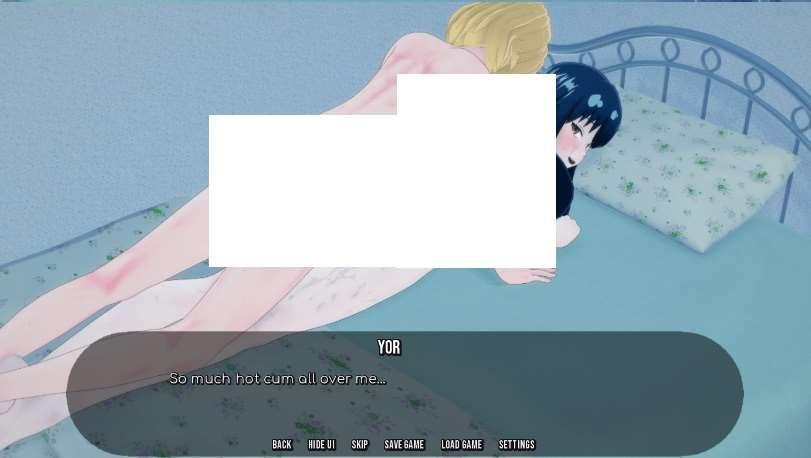 YOR
So much hot cum all over me...
BACK HIDE UI SKIP SAVE GAME LOAD GAME SETTINGS